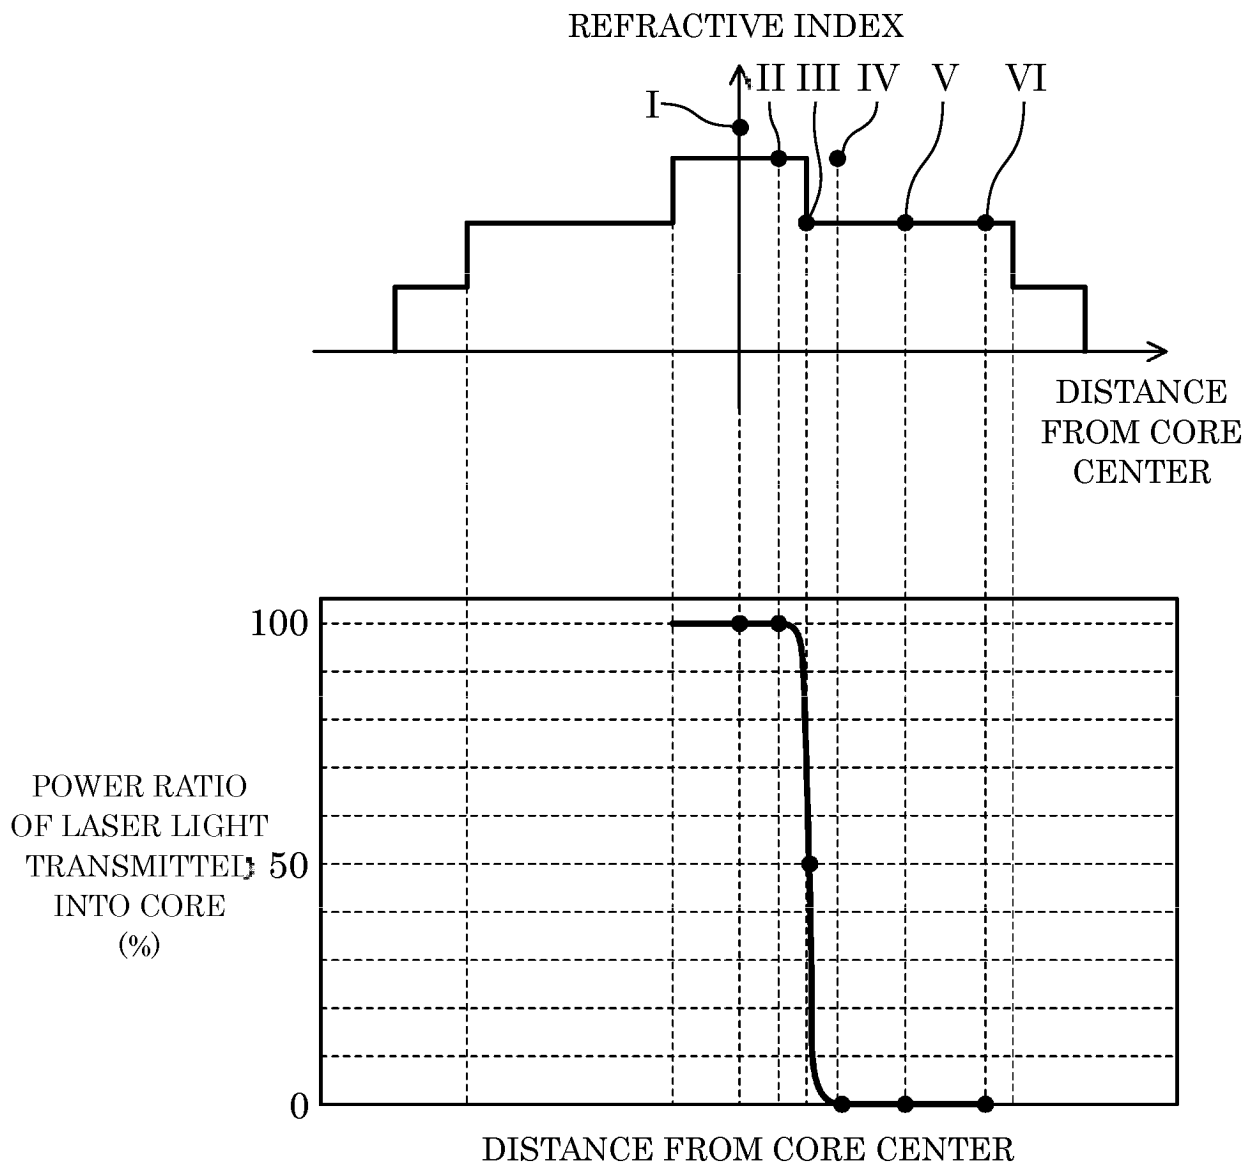 REFRACTIVE INDEX
I II III IV V VI
DISTANCE
FROM CORE
CENTER
100
POWER RATIO
OF LASER LIGHT
TRANSMITTED
INTO CORE
(%)
50
0
DISTANCE FROM CORE CENTER